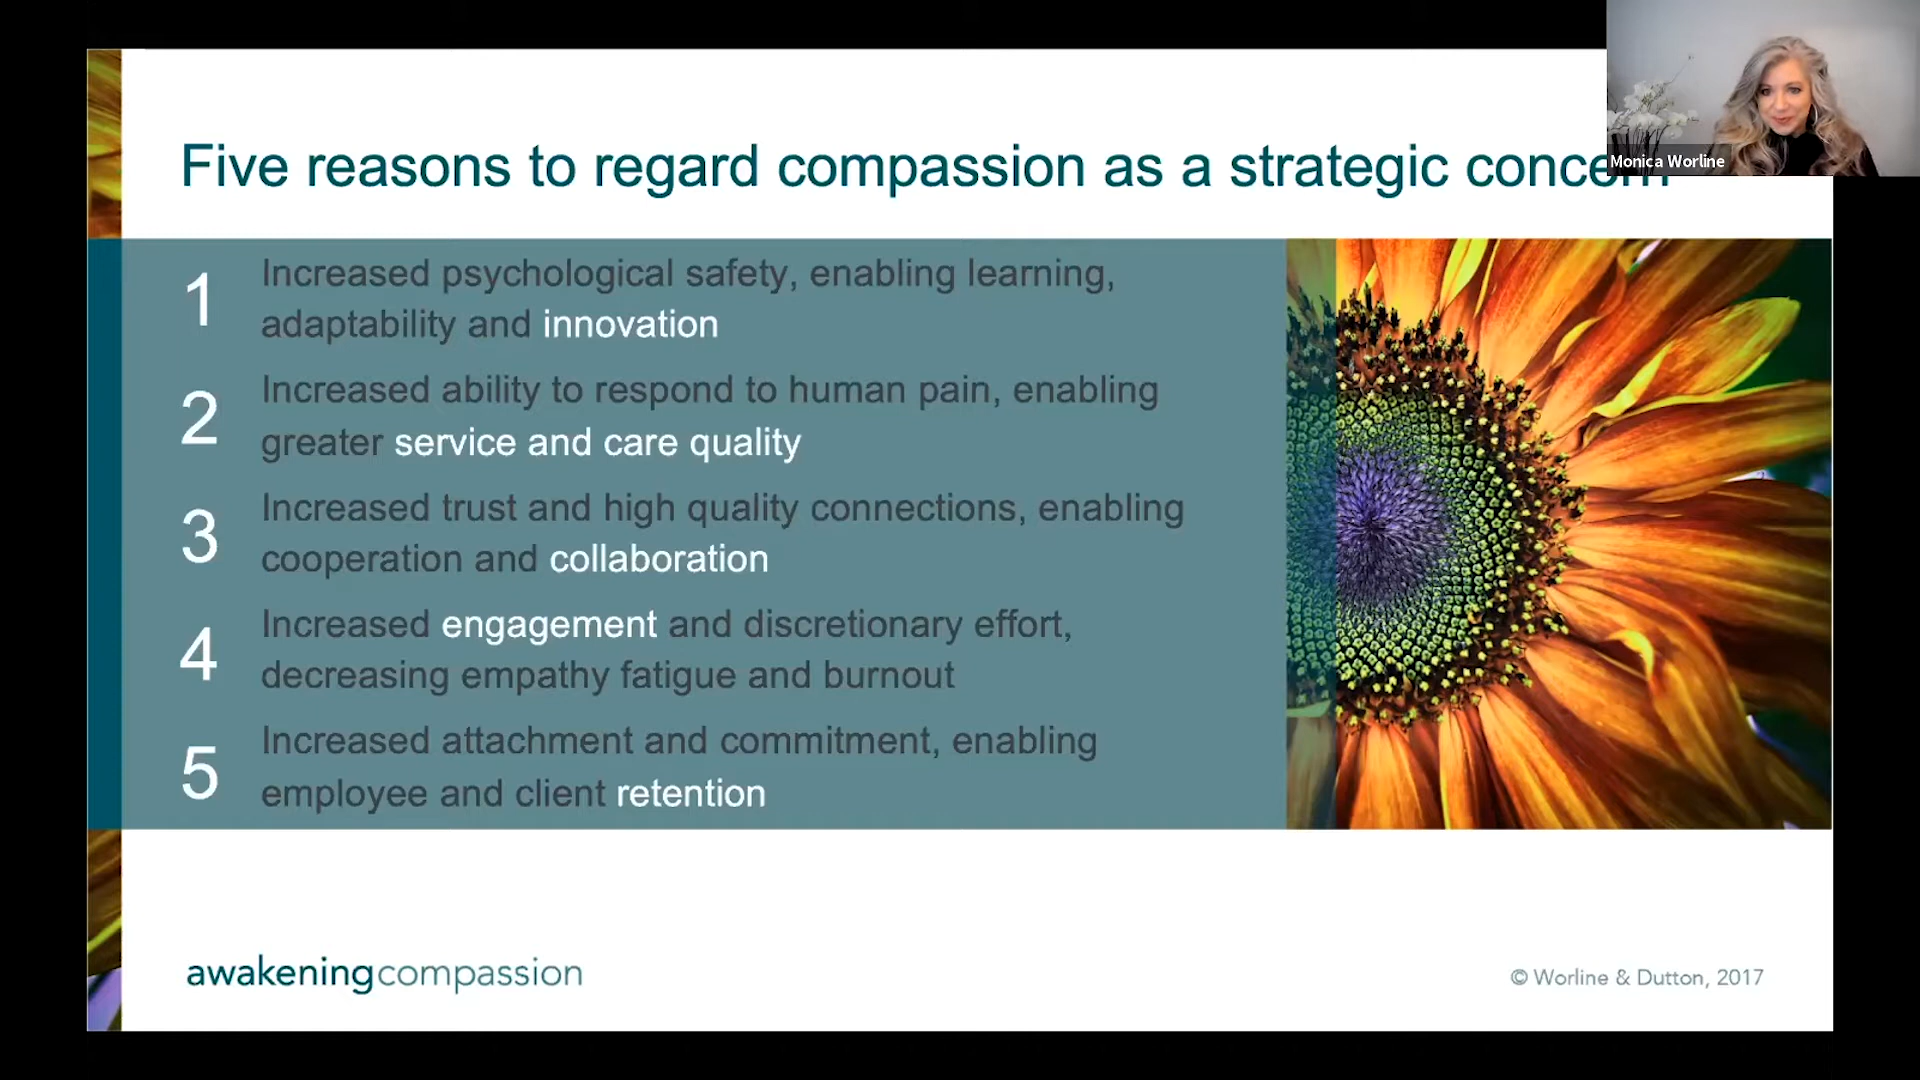 Five reasons to regard compassion as a strategic concern
Monica Worline
1 Increased psychological safety, enabling learning,
adaptability and innovation
2 Increased ability to respond to human pain, enabling
greater service and care quality
3 Increased trust and high quality connections, enabling
cooperation and collaboration
4 Increased engagement and discretionary effort,
decreasing empathy fatigue and burnout
5 Increased attachment and commitment, enabling
employee and client retention
awakeningcompassion
© Worline & Dutton, 2017